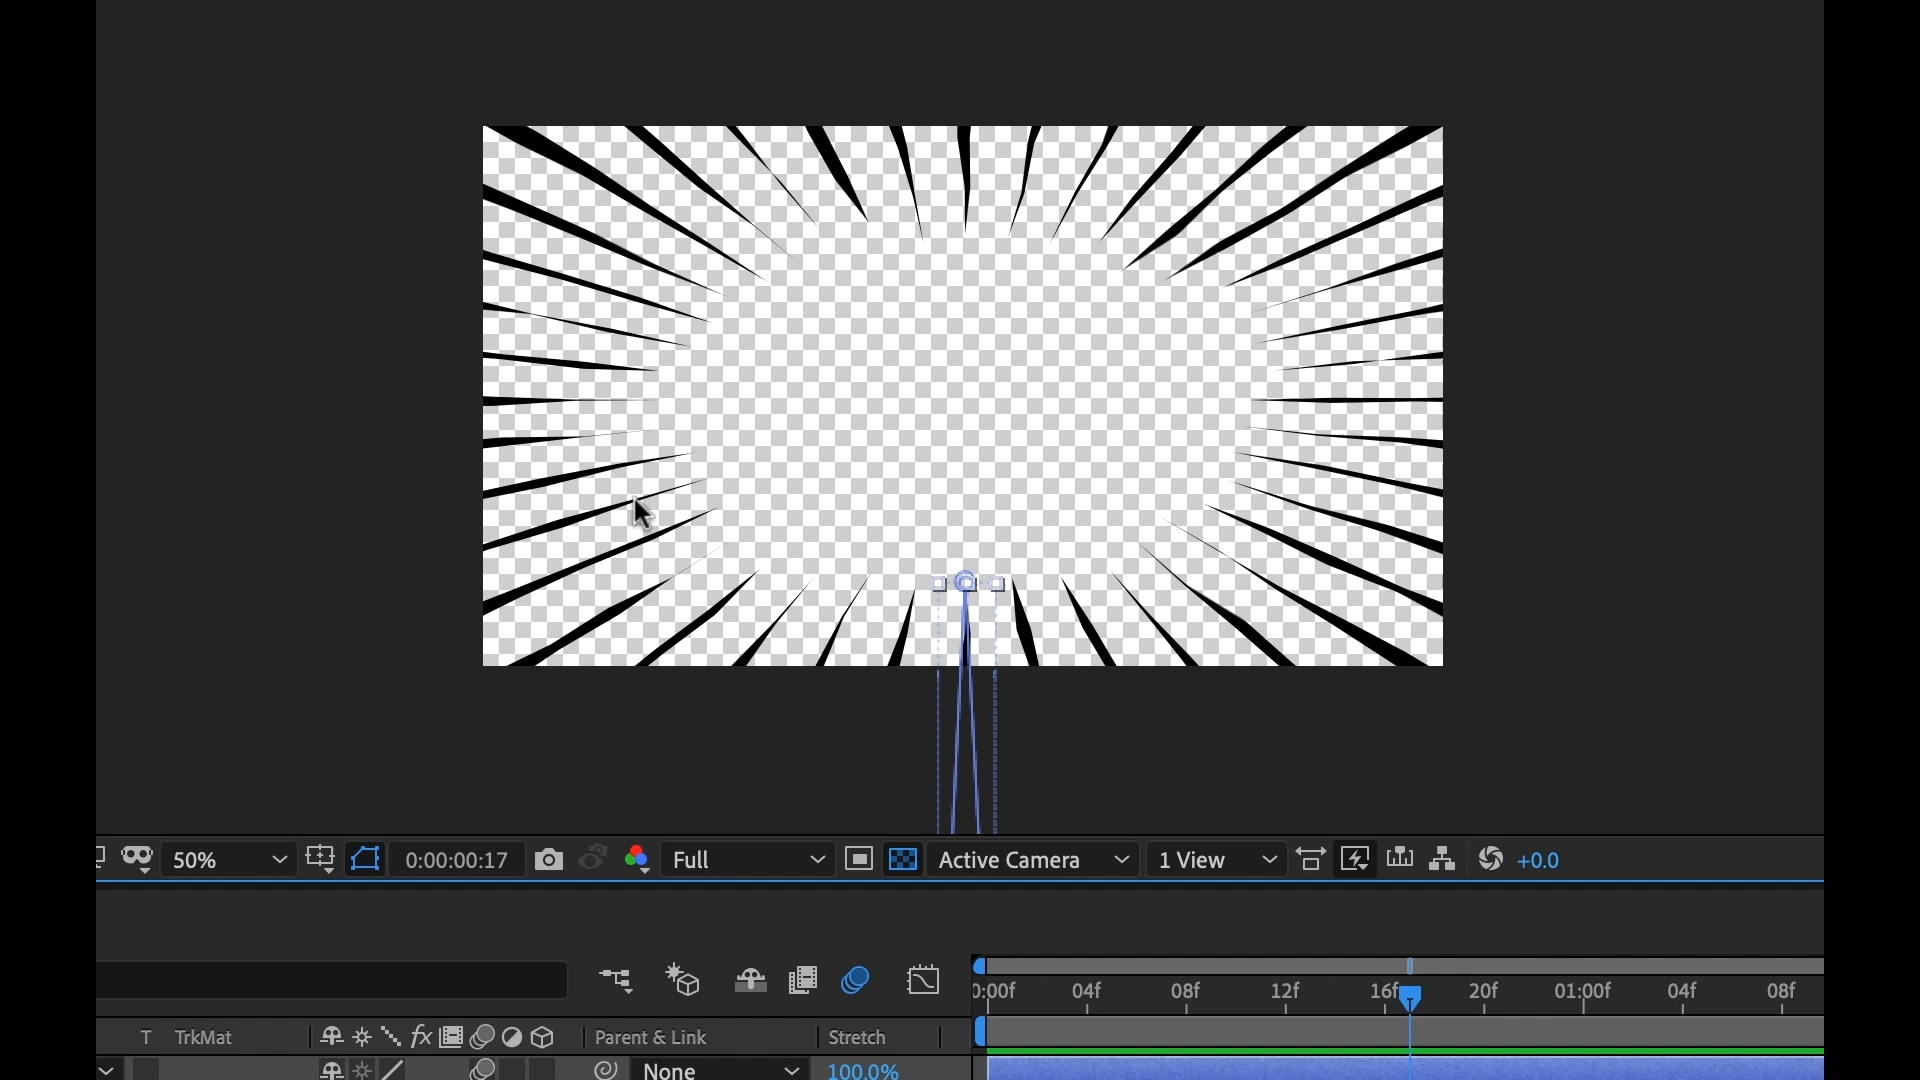 50% 0:00:00:17 Full Active Camera 1 View +0.0
0:00f 04f 08f 12f 16f 20f 01:00f 04f 08f
T TrkMat fx Parent & Link Stretch
None 100.0%